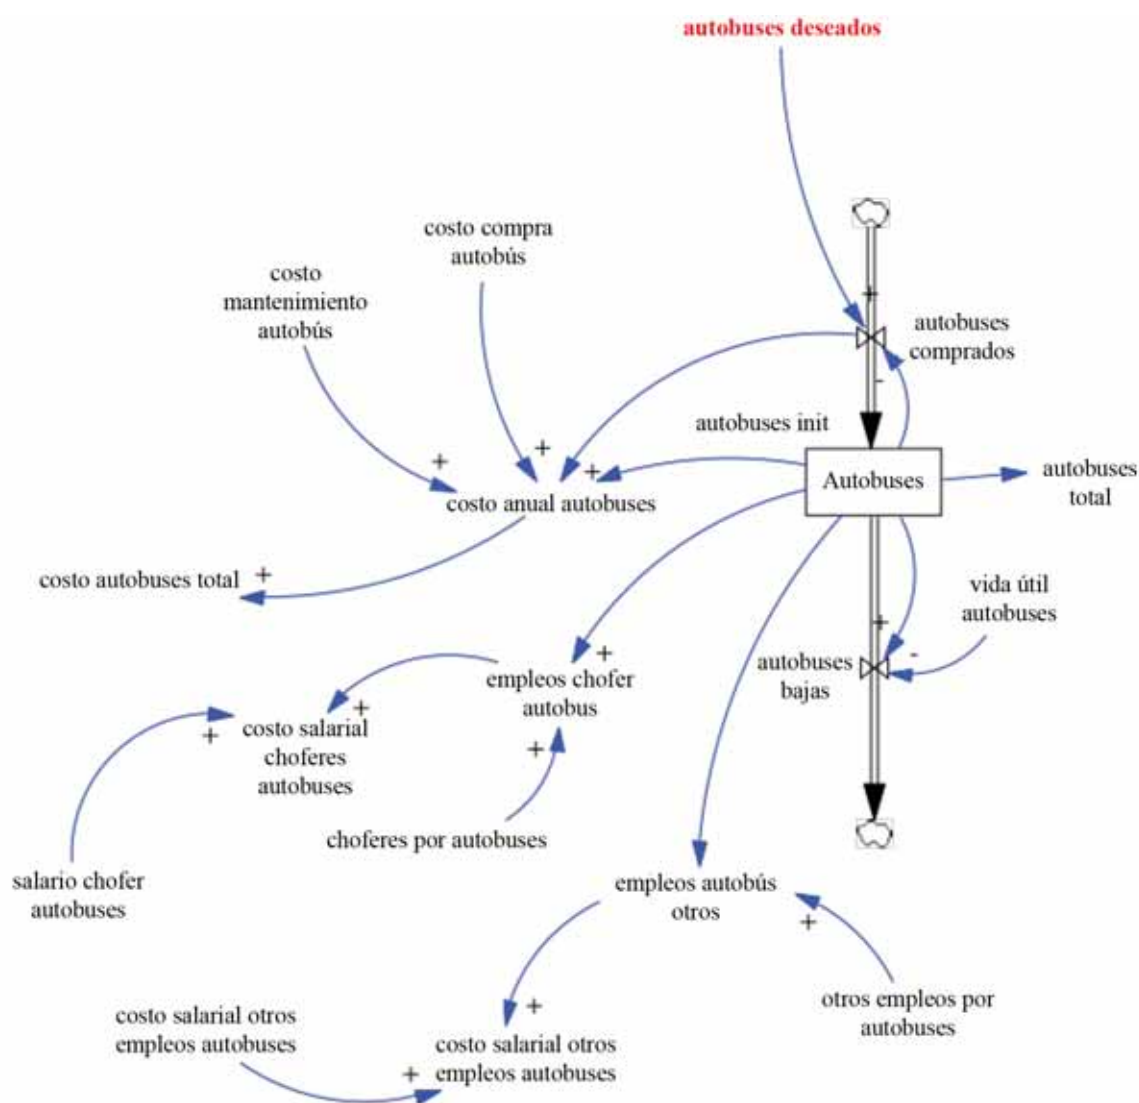 autobuses deseados
costo compra
autobús
costo
mantenimiento
autobús
+
autobuses
comprados
-
autobuses init
+
+
+
Autobuses
autobuses
total
costo anual autobuses
costo autobuses total
+
vida útil
autobuses
+
-
autobuses
bajas
+
empleos chofer
autobus
+
+
costo salarial
choferes
autobuses
+
choferes por autobuses
salario chofer
autobuses
empleos autobús
otros
+
otros empleos por
autobuses
costo salarial otros
empleos autobuses
+
costo salarial otros
empleos autobuses
+